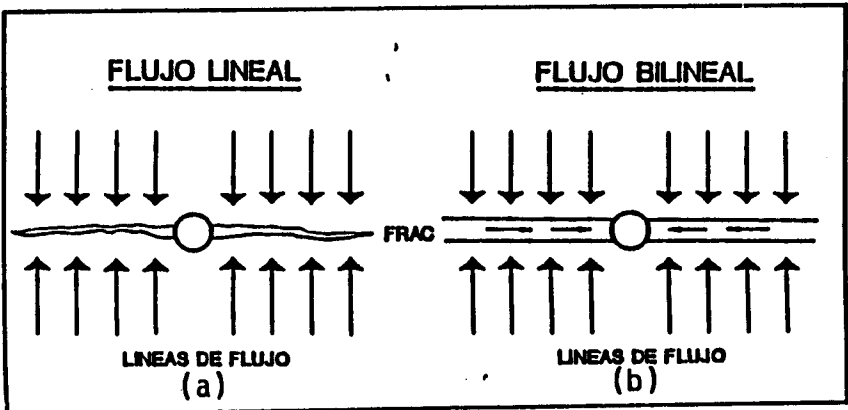 FLUJO LINEAL
FLUJO BILINEAL
FRAC
LINEAS DE FLUJO
(a)
LINEAS DE FLUJO
(b)